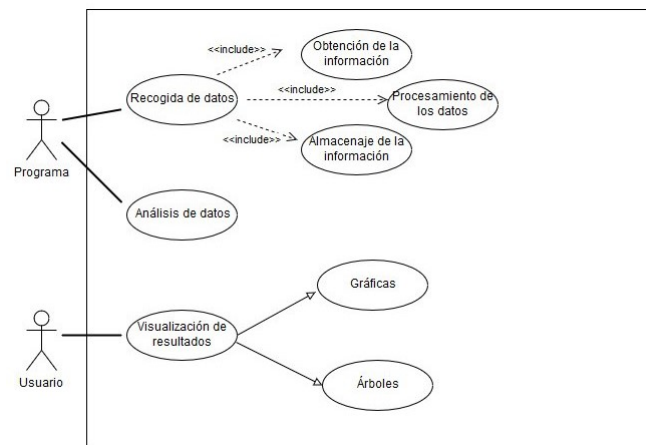 <<include>>
Obtención de la
información
Recogida de datos
<<include>>
Procesamiento de
los datos
<<include>>
Almacenaje de la
información
Programa
Análisis de datos
Gráficas
Visualización de
resultados
Usuario
Árboles